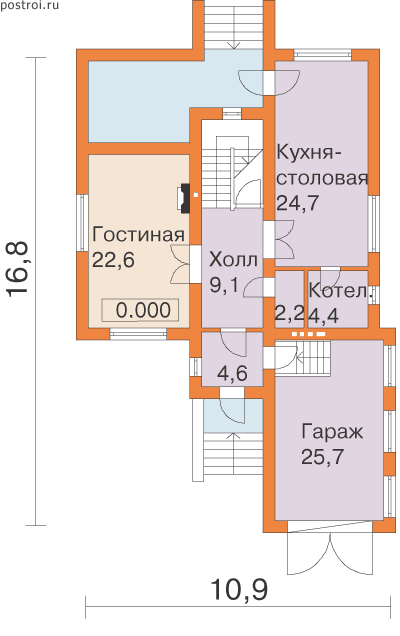 postroi.ru
Кухня-
столовая
24,7
Гостиная
22,6
0.000
Холл
9,1
2,2
Котел.
4,4
4,6
Гараж
25,7
16,8
10,9